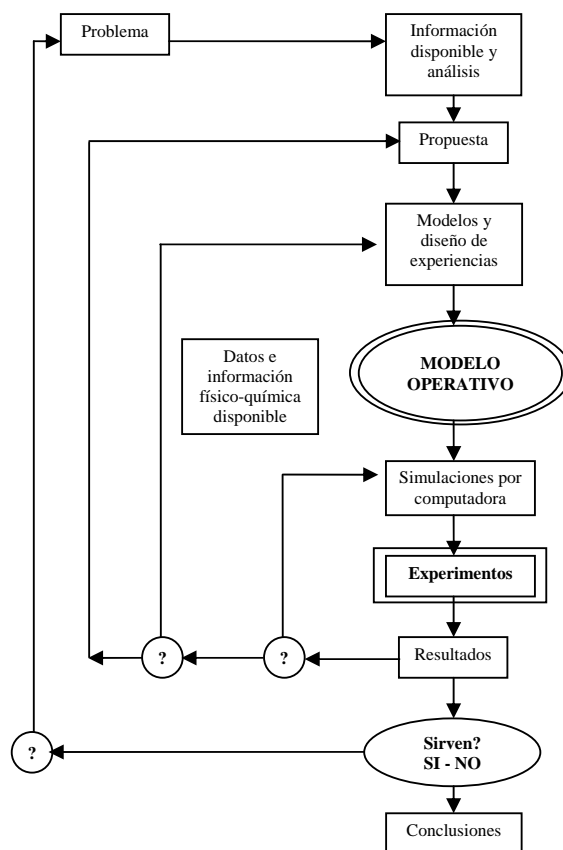 Problema
Información
disponible y
análisis
Propuesta
Modelos y
diseño de
experiencias
Datos e
información
físico-química
disponible
MODELO
OPERATIVO
Simulaciones por
computadora
Experimentos
?
?
Resultados
?
Sirven?
SI - NO
Conclusiones